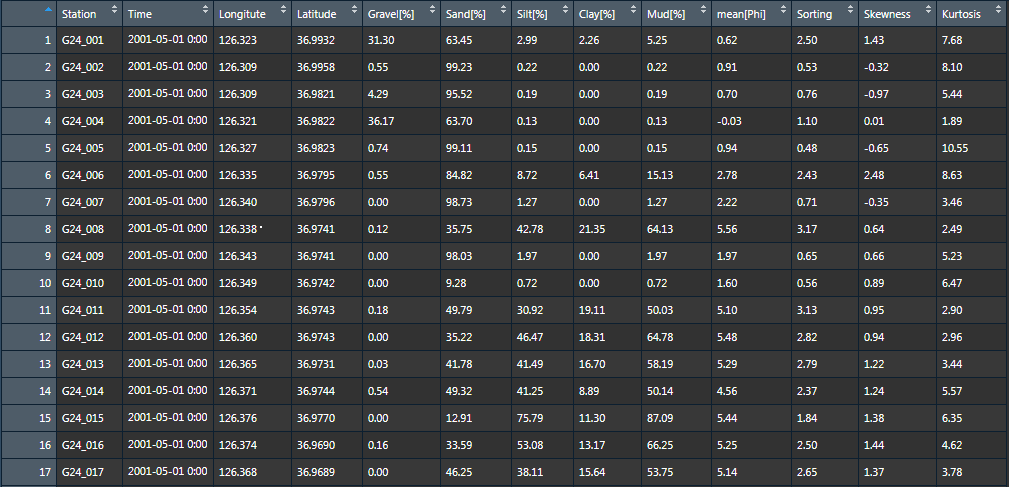 Station Time Longitute Latitude Gravel[%] Sand[%] Silt[%] Clay[%] Mud[%] mean[Phi] Sorting Skewness Kurtosis
1 G24_001 2001-05-01 0:00 126.323 36.9932 31.30 63.45 2.99 2.26 5.25 0.62 2.50 1.43 7.68
2 G24_002 2001-05-01 0:00 126.309 36.9958 0.55 99.23 0.22 0.00 0.22 0.91 0.53 -0.32 8.10
3 G24_003 2001-05-01 0:00 126.309 36.9821 4.29 95.52 0.19 0.00 0.19 0.70 0.76 -0.97 5.44
4 G24_004 2001-05-01 0:00 126.321 36.9822 36.17 63.70 0.13 0.00 0.13 -0.03 1.10 0.01 1.89
5 G24_005 2001-05-01 0:00 126.327 36.9823 0.74 99.11 0.15 0.00 0.15 0.94 0.48 -0.65 10.55
6 G24_006 2001-05-01 0:00 126.335 36.9795 0.55 84.82 8.72 6.41 15.13 2.78 2.43 2.48 8.63
7 G24_007 2001-05-01 0:00 126.340 36.9796 0.00 98.73 1.27 0.00 1.27 2.22 0.71 -0.35 3.46
8 G24_008 2001-05-01 0:00 126.338 36.9741 0.12 35.75 42.78 21.35 64.13 5.56 3.17 0.64 2.49
9 G24_009 2001-05-01 0:00 126.343 36.9741 0.00 98.03 1.97 0.00 1.97 1.97 0.65 0.66 5.23
10 G24_010 2001-05-01 0:00 126.349 36.9742 0.00 9.28 0.72 0.00 0.72 1.60 0.56 0.89 6.47
11 G24_011 2001-05-01 0:00 126.354 36.9743 0.18 49.79 30.92 19.11 50.03 5.10 3.13 0.95 2.90
12 G24_012 2001-05-01 0:00 126.360 36.9743 0.00 35.22 46.47 18.31 64.78 5.48 2.82 0.94 2.96
13 G24_013 2001-05-01 0:00 126.365 36.9731 0.03 41.78 41.49 16.70 58.19 5.29 2.79 1.22 3.44
14 G24_014 2001-05-01 0:00 126.371 36.9744 0.54 49.32 41.25 8.89 50.14 4.56 2.37 1.24 5.57
15 G24_015 2001-05-01 0:00 126.376 36.9770 0.00 12.91 75.79 11.30 87.09 5.44 1.84 1.38 6.35
16 G24_016 2001-05-01 0:00 126.374 36.9690 0.16 33.59 53.08 13.17 66.25 5.25 2.50 1.44 4.62
17 G24_017 2001-05-01 0:00 126.368 36.9689 0.00 46.25 38.11 15.64 53.75 5.14 2.65 1.37 3.78